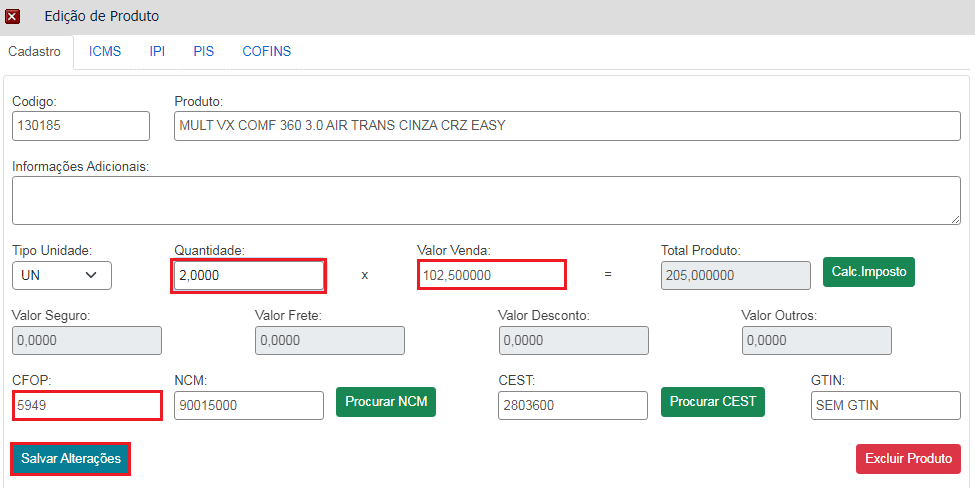 Edição de Produto
Cadastro ICMS IPI PIS COFINS
Codigo: Produto:
130185 MULT VX COMF 360 3.0 AIR TRANS CINZA CRZ EASY
Informações Adicionais:
Tipo Unidade: Quantidade: Valor Venda: Total Produto:
UN 2,0000 x 102,500000 = 205,000000 Calc.Imposto
Valor Seguro: Valor Frete: Valor Desconto: Valor Outros:
0,0000 0,0000 0,0000 0,0000
CFOP: NCM: CEST: GTIN:
5949 90015000 Procurar NCM 2803600 Procurar CEST SEM GTIN
Salvar Alterações Excluir Produto